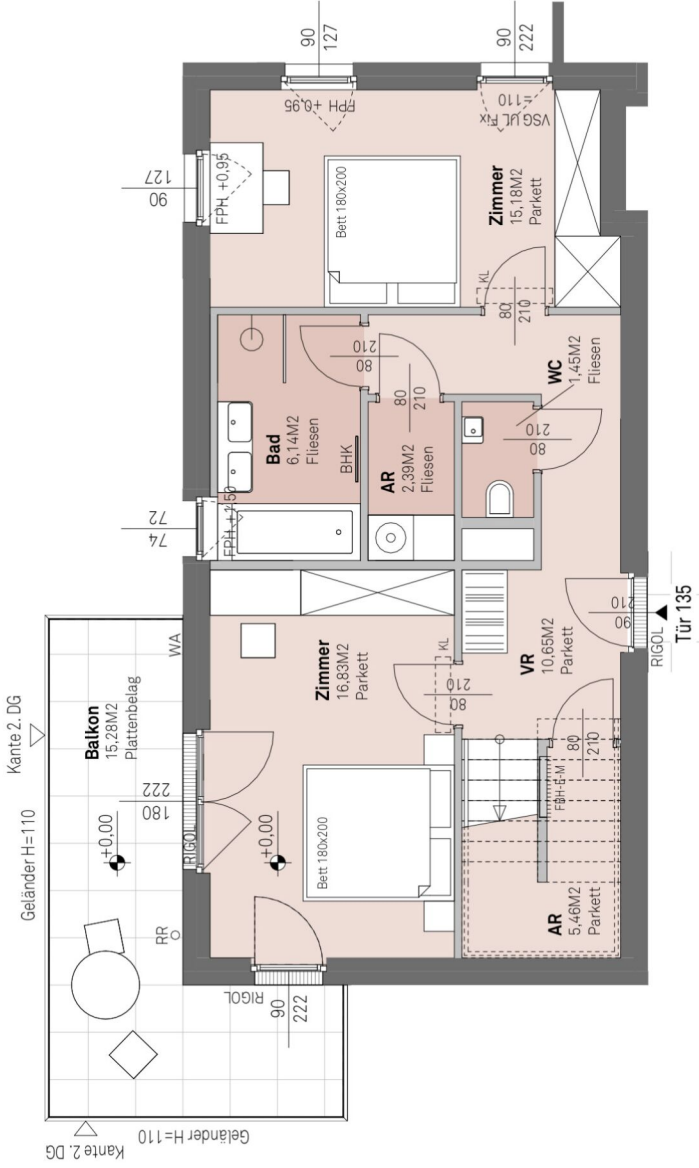 90
127
90
222
FPH +0,95
VSG UL Fix
=110
90
127
FPH +0,95
Bett 180x200
Zimmer
15,18M2
Parkett
KL
80
210
Bad
6,14M2
Fliesen
BHK
80
210
AR
2,39M2
Fliesen
80
210
WC
1,45M2
Fliesen
80
210
74
72
FPH +1,50
Zimmer
16,83M2
Parkett
KL
80
210
VR
10,65M2
Parkett
90
210
RIGOL
Tür 135
Kante 2. DG
Geländer H=110
Balkon
15,28M2
Plattenbelag
WA
+0,00
180
222
RIGOL
+0,00
Bett 180x200
FBH-E-M
80
210
AR
5,46M2
Parkett
RR
RIGOL
90
222
Geländer H=110
Kante 2. DG